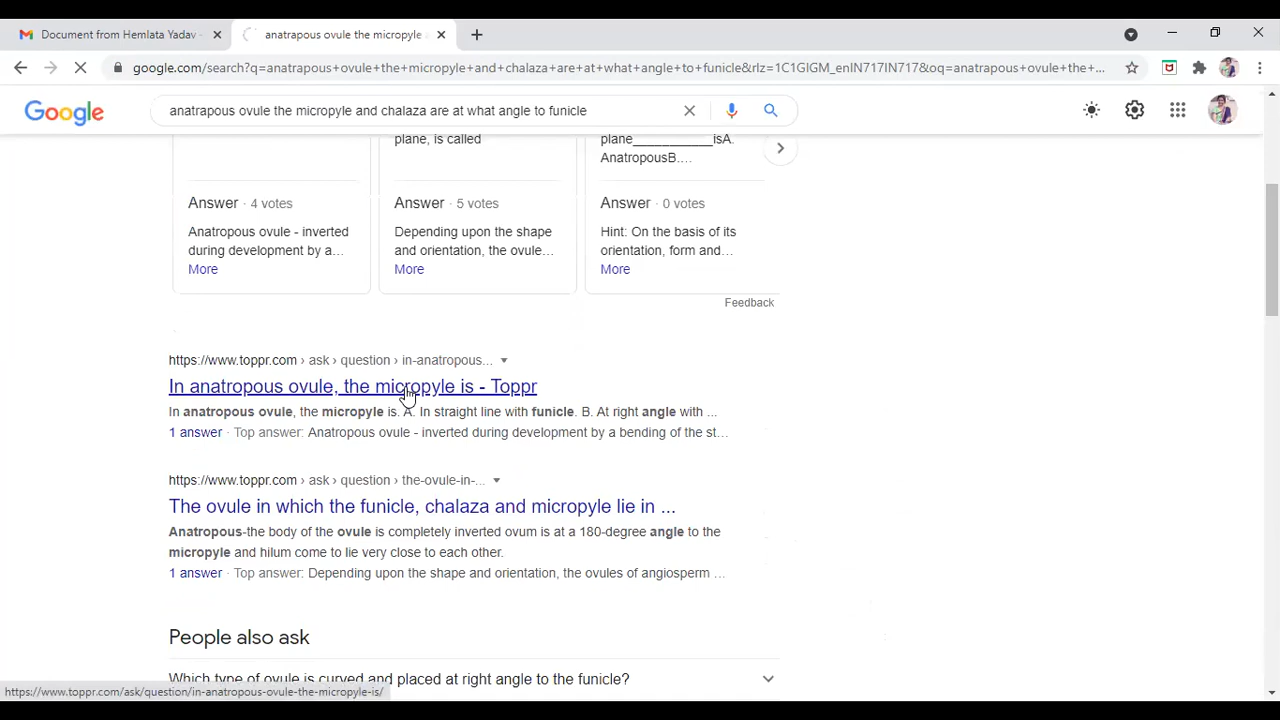 Document from Hemlata Yadav
anatrapous ovule the micropyle
google.com/search?q=anatrapous+ovule+the+micropyle+and+chalaza+are+at+what+angle+to+funicle&rlz=1C1GIGM_enIN717IN717&oq=anatrapous+ovule+the+...
Google
anatrapous ovule the micropyle and chalaza are at what angle to funicle
plane, is called
plane___________isA.
AnatropousB....
Answer · 4 votes
Anatropous ovule - inverted
during development by a...
More
Answer · 5 votes
Depending upon the shape
and orientation, the ovule...
More
Answer · 0 votes
Hint: On the basis of its
orientation, form and...
More
Feedback
https://www.toppr.com › ask › question › in-anatropous...
In anatropous ovule, the micropyle is - Toppr
In anatropous ovule, the micropyle is. A. In straight line with funicle. B. At right angle with ...
1 answer · Top answer: Anatropous ovule - inverted during development by a bending of the st...
https://www.toppr.com › ask › question › the-ovule-in-...
The ovule in which the funicle, chalaza and micropyle lie in ...
Anatropous-the body of the ovule is completely inverted ovum is at a 180-degree angle to the
micropyle and hilum come to lie very close to each other.
1 answer · Top answer: Depending upon the shape and orientation, the ovules of angiosperm ...
People also ask
Which type of ovule is curved and placed at right angle to the funicle?
https://www.toppr.com/ask/question/in-anatropous-ovule-the-micropyle-is/